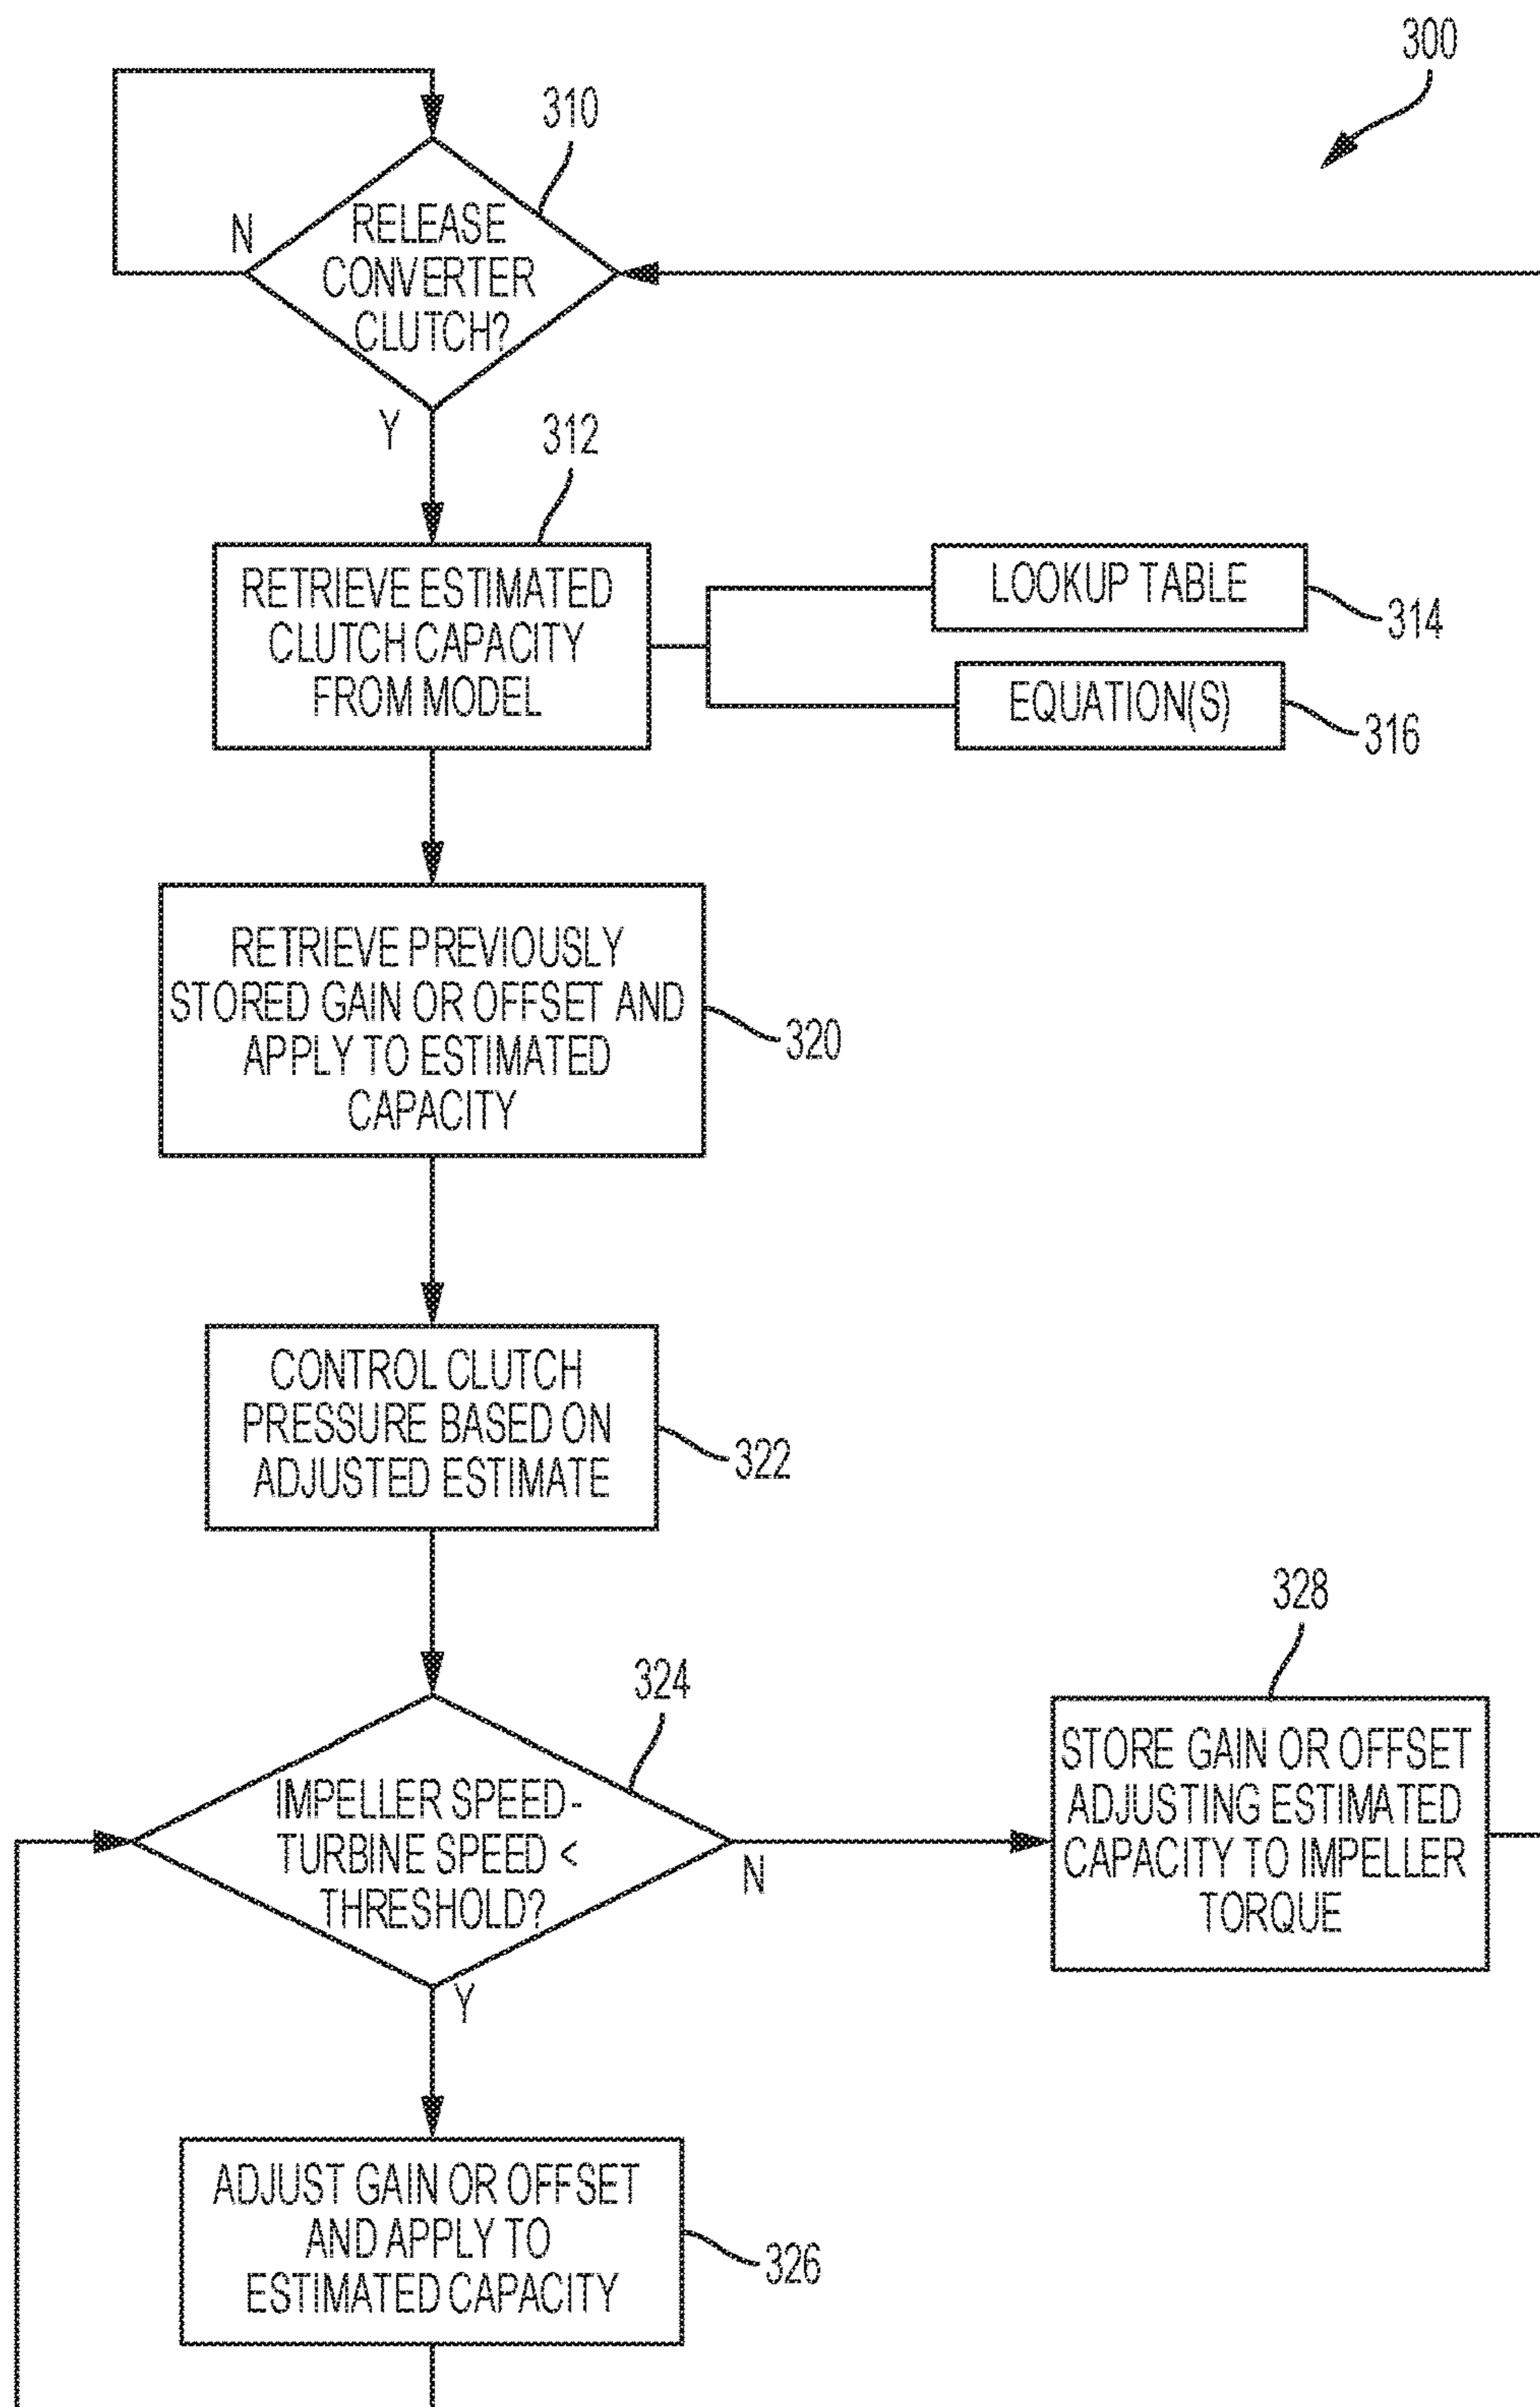 300
310
N
RELEASE
CONVERTER
CLUTCH?
Y
312
RETRIEVE ESTIMATED
CLUTCH CAPACITY
FROM MODEL
LOOKUP TABLE
314
EQUATION(S)
316
RETRIEVE PREVIOUSLY
STORED GAIN OR OFFSET AND
APPLY TO ESTIMATED
CAPACITY
320
CONTROL CLUTCH
PRESSURE BASED ON
ADJUSTED ESTIMATE
322
324
IMPELLER SPEED-
TURBINE SPEED <
THRESHOLD?
N
Y
328
STORE GAIN OR OFFSET
ADJUSTING ESTIMATED
CAPACITY TO IMPELLER
TORQUE
ADJUST GAIN OR OFFSET
AND APPLY TO
ESTIMATED CAPACITY
326